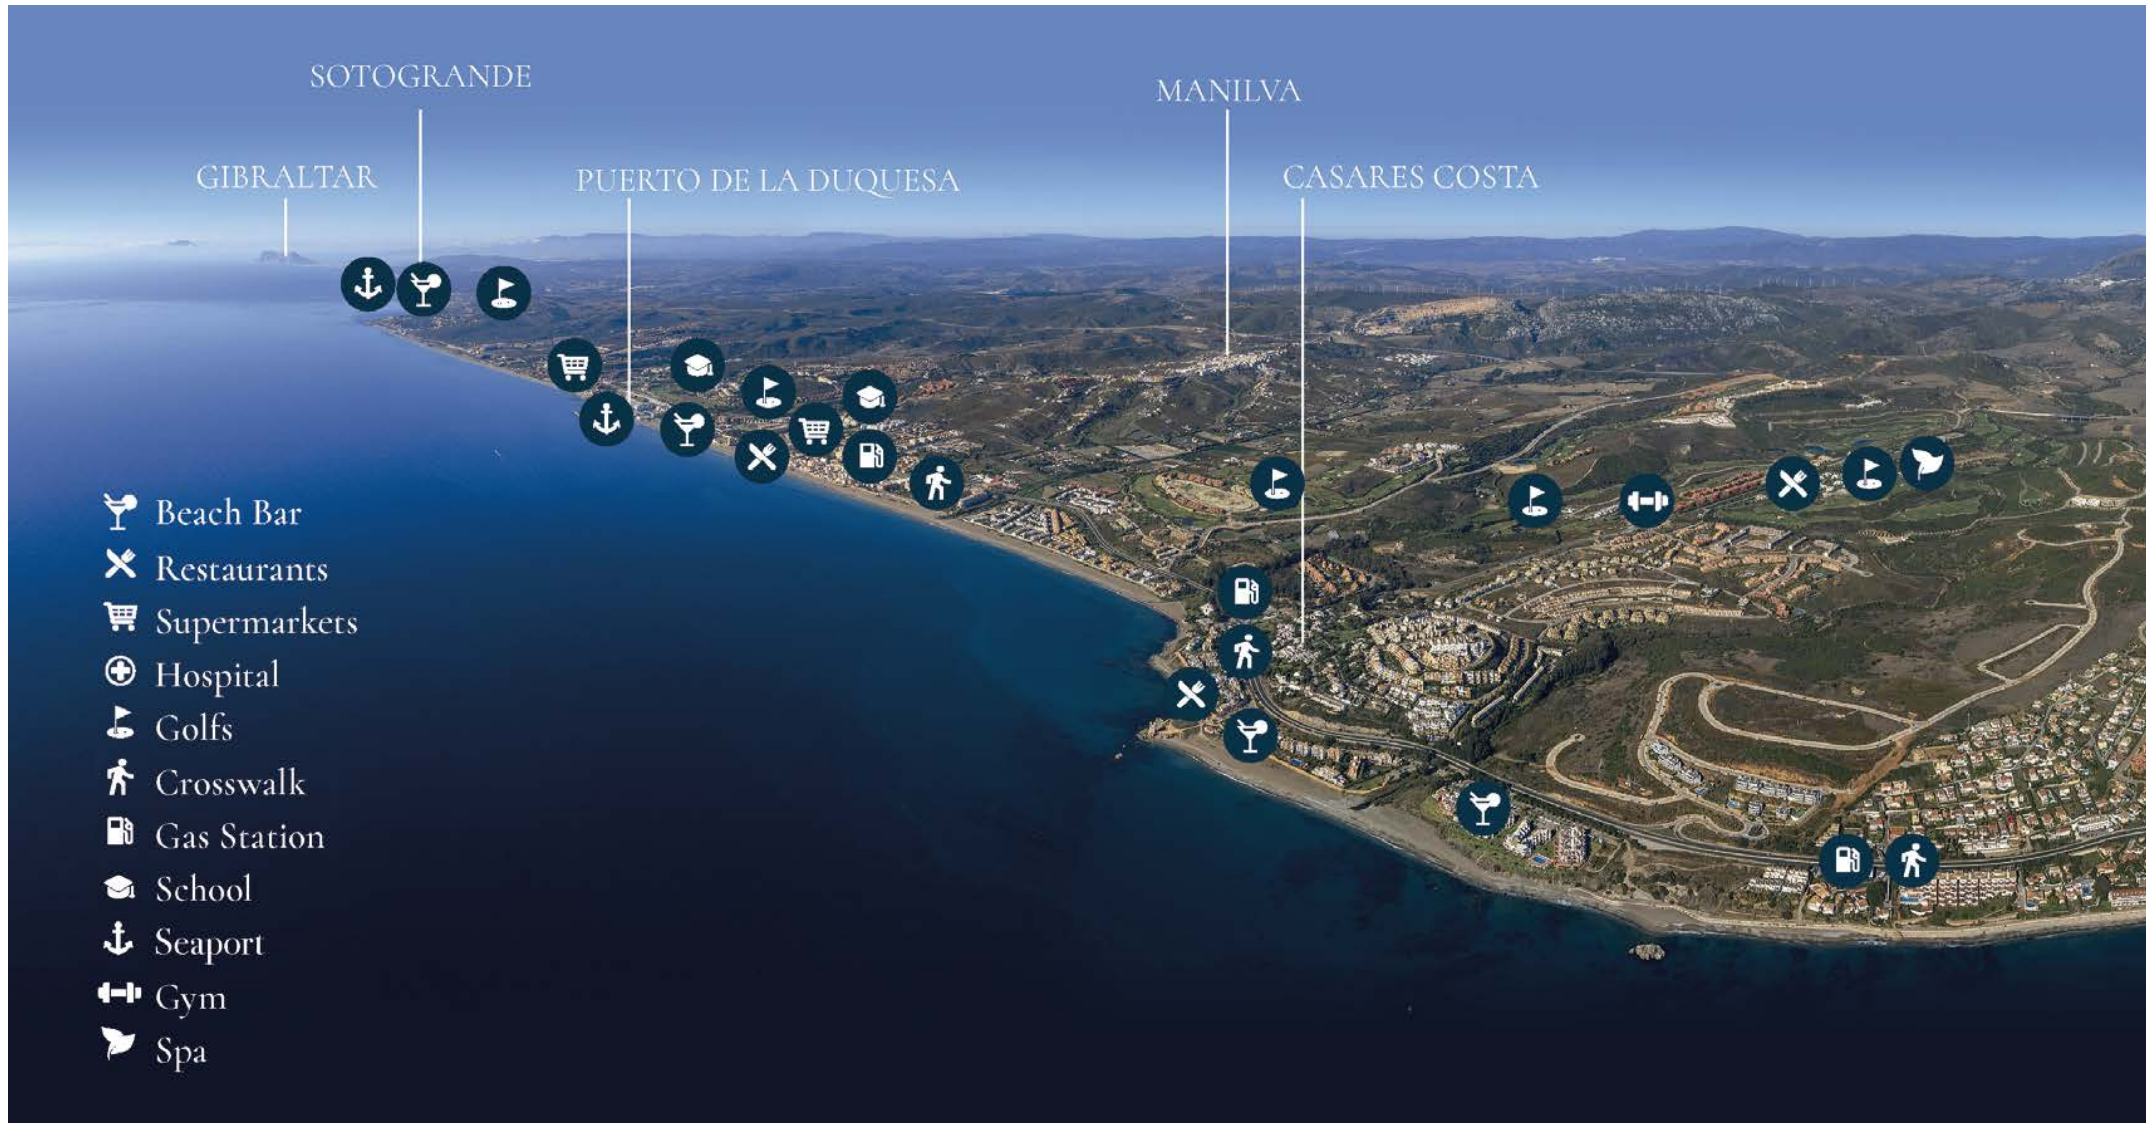 SOTOGRANDE
MANILVA
GIBRALTAR
PUERTO DE LA DUQUESA
CASARES COSTA
Beach Bar
Restaurants
Supermarkets
Hospital
Golfs
Crosswalk
Gas Station
School
Seaport
Gym
Spa